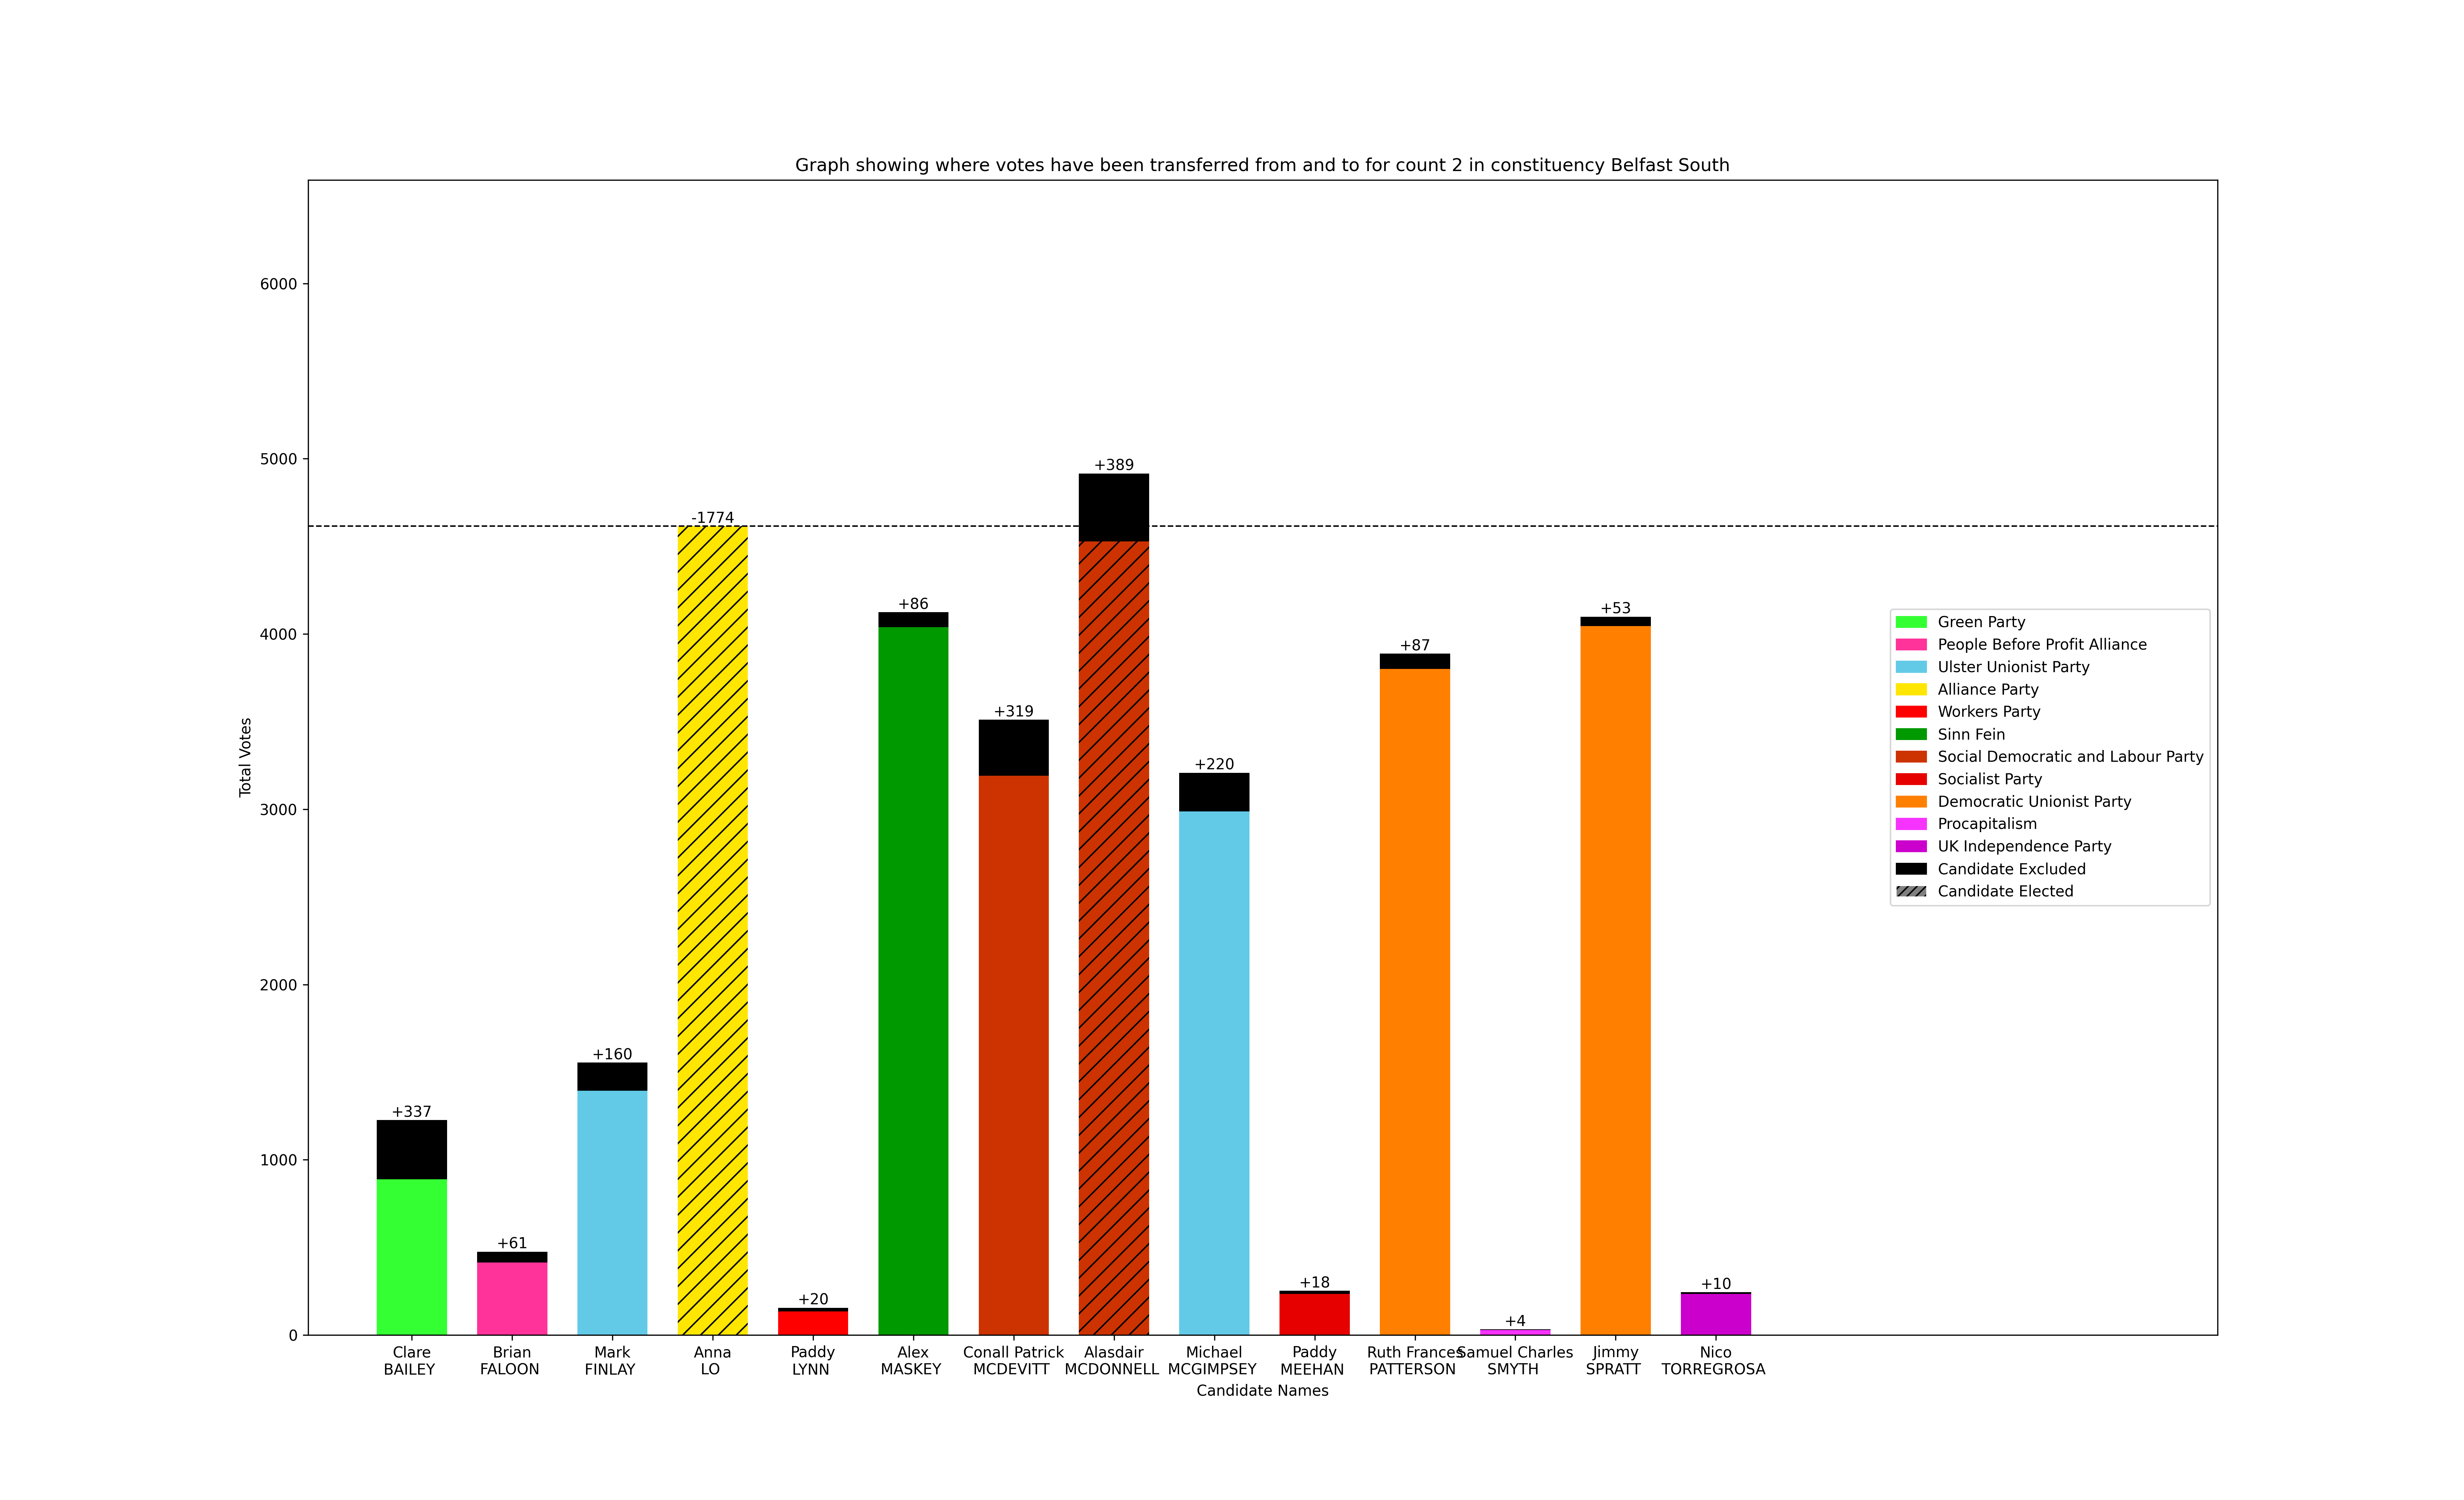 Graph showing where votes have been transferred from and to for count 2 in constituency Belfast South
Total Votes
6000
5000
4000
3000
2000
1000
0
+337
+61
+160
-1774
+20
+86
+319
+389
+220
+18
+87
+4
+53
+10
Green Party
People Before Profit Alliance
Ulster Unionist Party
Alliance Party
Workers Party
Sinn Fein
Social Democratic and Labour Party
Socialist Party
Democratic Unionist Party
Procapitalism
UK Independence Party
Candidate Excluded
Candidate Elected
Clare
BAILEY
Brian
FALOON
Mark
FINLAY
Anna
LO
Paddy
LYNN
Alex
MASKEY
Conall Patrick
MCDEVITT
Alasdair
MCDONNELL
Michael
MCGIMPSEY
Paddy
MEEHAN
Ruth Frances
PATTERSON
Samuel Charles
SMYTH
Jimmy
SPRATT
Nico
TORREGROSA
Candidate Names